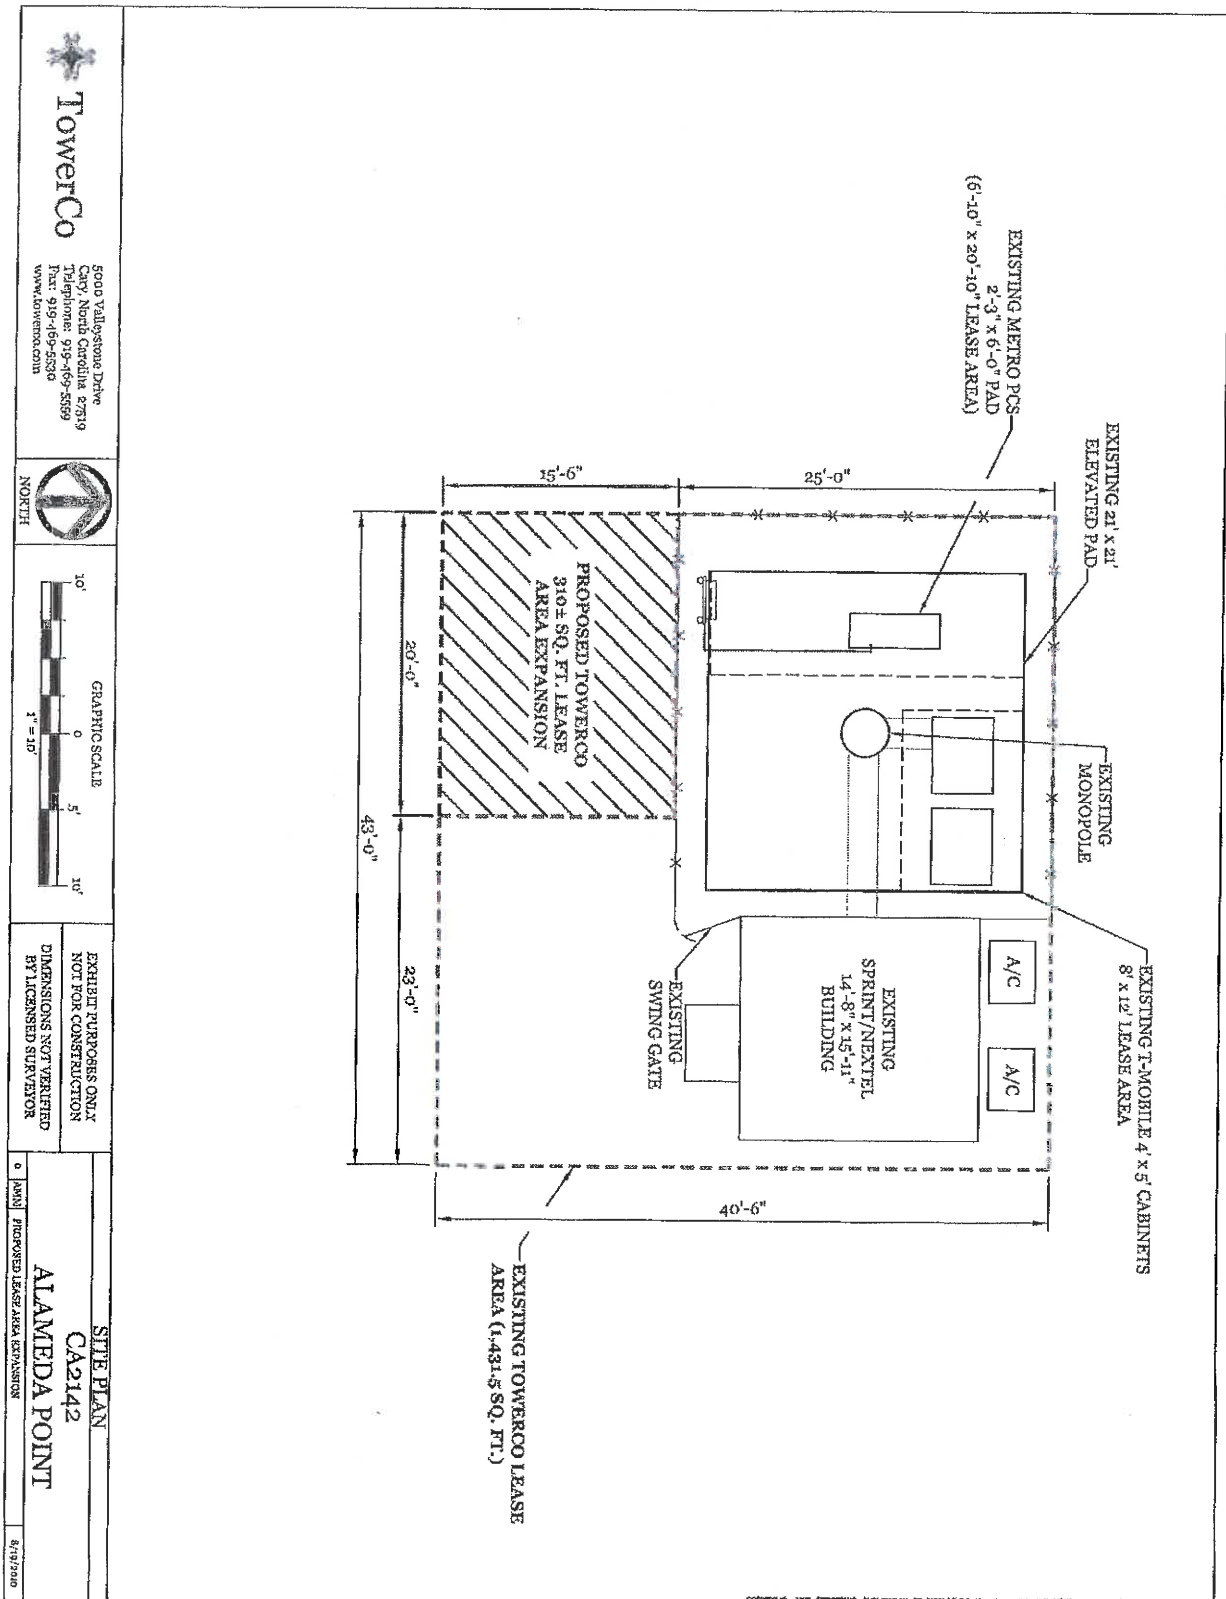 EXISTING METRO PCS
2'-3" x 6'-0" PAD
(6'-10" x 20'-10" LEASE AREA)
EXISTING 21' x 21'
ELEVATED PAD
EXISTING
MONOPOLE
EXISTING T-MOBILE 4' x 5' CABINETS
8' x 12' LEASE AREA
25'-0"
15'-6"
A/C
A/C
EXISTING
SPRINT/NEXTEL
14'-8" x 15'-11"
BUILDING
EXISTING
SWING GATE
PROPOSED TOWERCO
310± SQ. FT. LEASE
AREA EXPANSION
40'-6"
20'-0"
23'-0"
43'-0"
EXISTING TOWERCO LEASE
AREA (1,431.5 SQ. FT.)
TowerCo
5000 Valleystone Drive
Cary, North Carolina 27519
Telephone: 919-469-5559
Fax: 919-469-5530
www.towerco.com
NORTH
GRAPHIC SCALE
10'
0
5'
10'
1" = 10'
EXHIBIT PURPOSES ONLY
NOT FOR CONSTRUCTION
DIMENSIONS NOT VERIFIED
BY LICENSED SURVEYOR
SITE PLAN
CA2142
ALAMEDA POINT
0 AMN PROPOSED LEASE AREA EXPANSION 8/19/2010